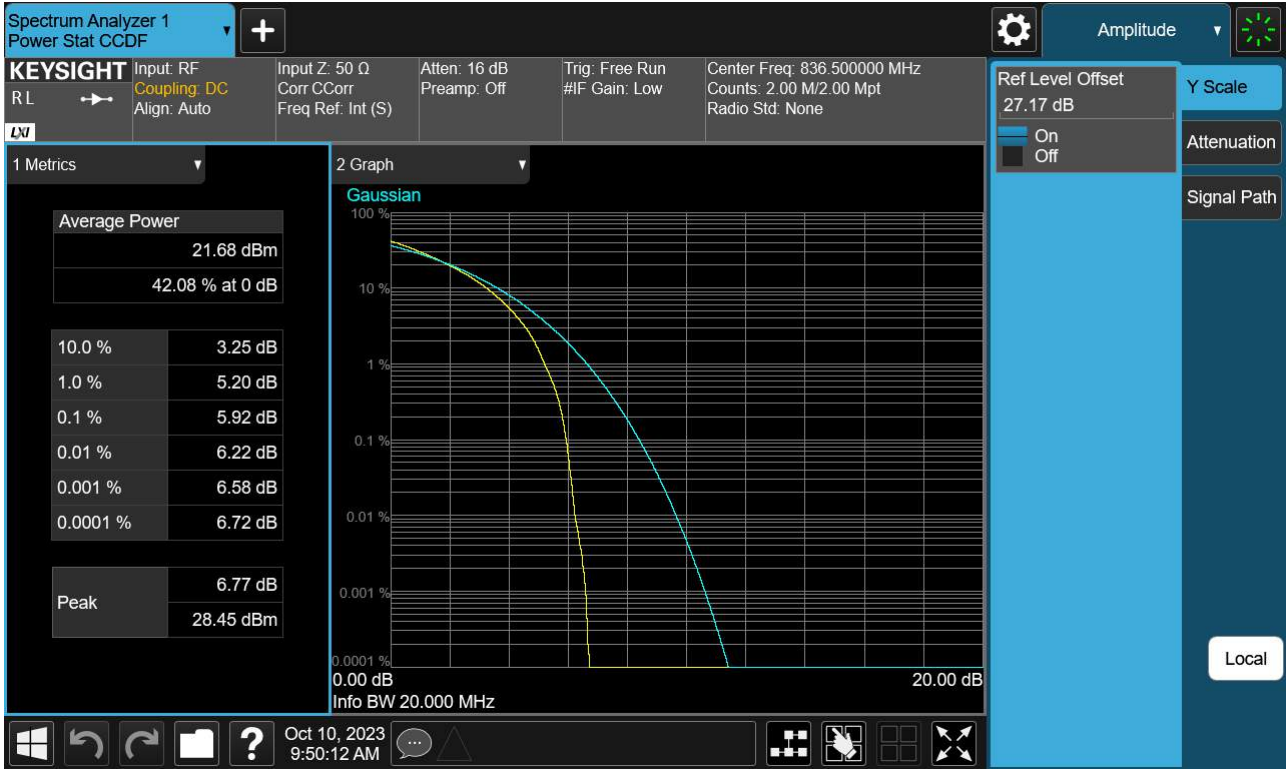 Spectrum Analyzer 1
Power Stat CCDF
Amplitude
KEYSIGHT
R L
LXI
Input: RF
Coupling: DC
Align: Auto
Input Z: 50 Ω
Corr CCorr
Freq Ref: Int (S)
Atten: 16 dB
Preamp: Off
Trig: Free Run
#IF Gain: Low
Center Freq: 836.500000 MHz
Counts: 2.00 M/2.00 Mpt
Radio Std: None
Ref Level Offset
27.17 dB
On
Off
Y Scale
Attenuation
Signal Path
Local
1 Metrics
Average Power
21.68 dBm
42.08 % at 0 dB
10.0 % 3.25 dB
1.0 % 5.20 dB
0.1 % 5.92 dB
0.01 % 6.22 dB
0.001 % 6.58 dB
0.0001 % 6.72 dB
Peak
6.77 dB
28.45 dBm
2 Graph
Gaussian
100 %
10 %
1 %
0.1 %
0.01 %
0.001 %
0.0001 %
0.00 dB 20.00 dB
Info BW 20.000 MHz
?
Oct 10, 2023
9:50:12 AM